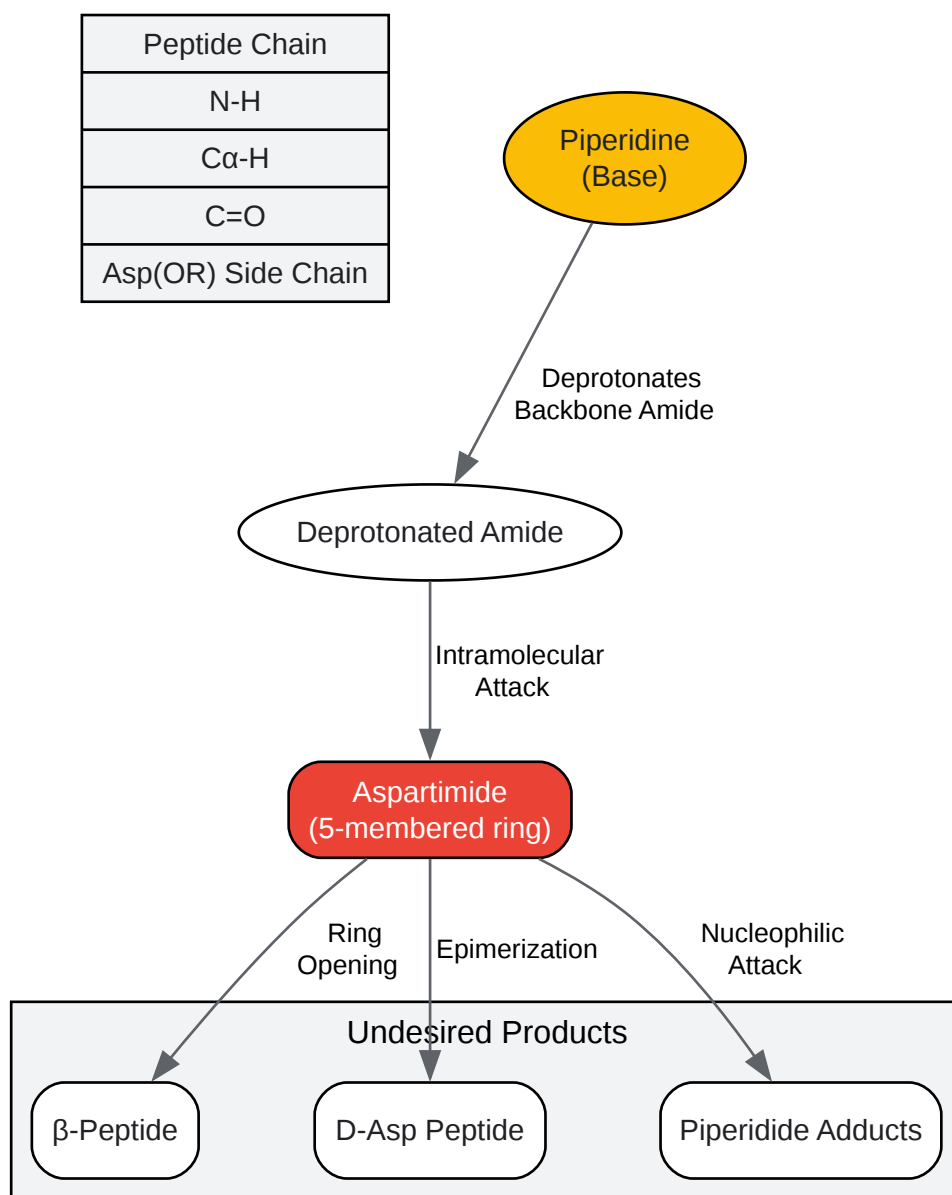 Peptide Chain
N-H
Cα-H
C=O
Asp(OR) Side Chain
Piperidine
(Base)
Deprotonates
Backbone Amide
Deprotonated Amide
Intramolecular
Attack
Aspartimide
(5-membered ring)
Ring
Opening
Epimerization
Nucleophilic
Attack
Undesired Products
β-Peptide
D-Asp Peptide
Piperidide Adducts